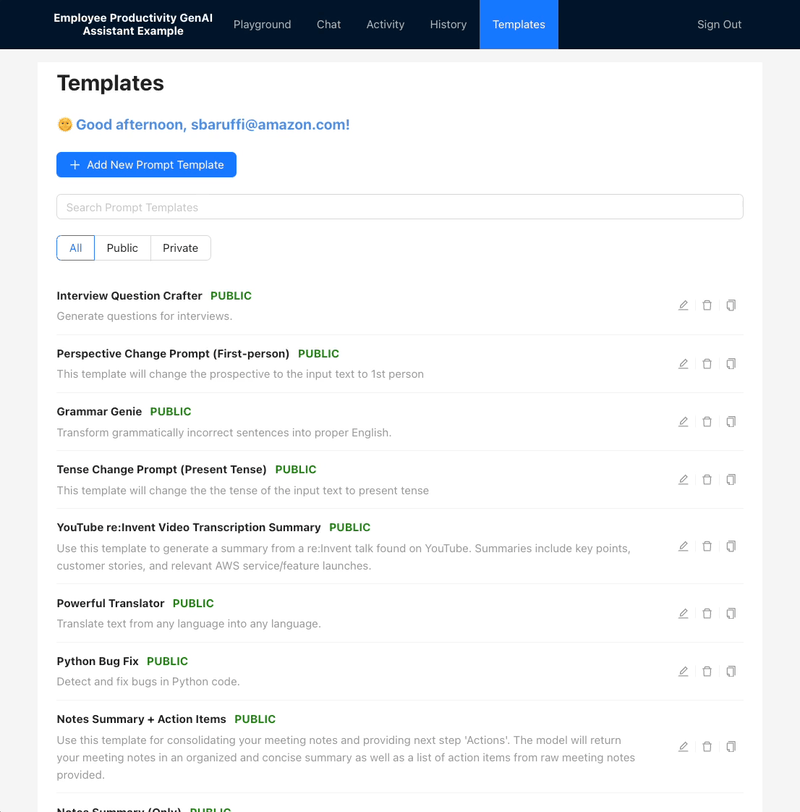 Employee Productivity GenAI
Assistant Example
Playground
Chat
Activity
History
Templates
Sign Out
Templates
Good afternoon, sbaruffi@amazon.com!
+ Add New Prompt Template
Search Prompt Templates
All
Public
Private
Interview Question Crafter PUBLIC
Generate questions for interviews.
Perspective Change Prompt (First-person) PUBLIC
This template will change the prospective to the input text to 1st person
Grammar Genie PUBLIC
Transform grammatically incorrect sentences into proper English.
Tense Change Prompt (Present Tense) PUBLIC
This template will change the the tense of the input text to present tense
YouTube re:Invent Video Transcription Summary PUBLIC
Use this template to generate a summary from a re:Invent talk found on YouTube. Summaries include key points,
customer stories, and relevant AWS service/feature launches.
Powerful Translator PUBLIC
Translate text from any language into any language.
Python Bug Fix PUBLIC
Detect and fix bugs in Python code.
Notes Summary + Action Items PUBLIC
Use this template for consolidating your meeting notes and providing next step 'Actions'. The model will return
your meeting notes in an organized and concise summary as well as a list of action items from raw meeting notes
provided.
Notes Summary (Only) PUBLIC